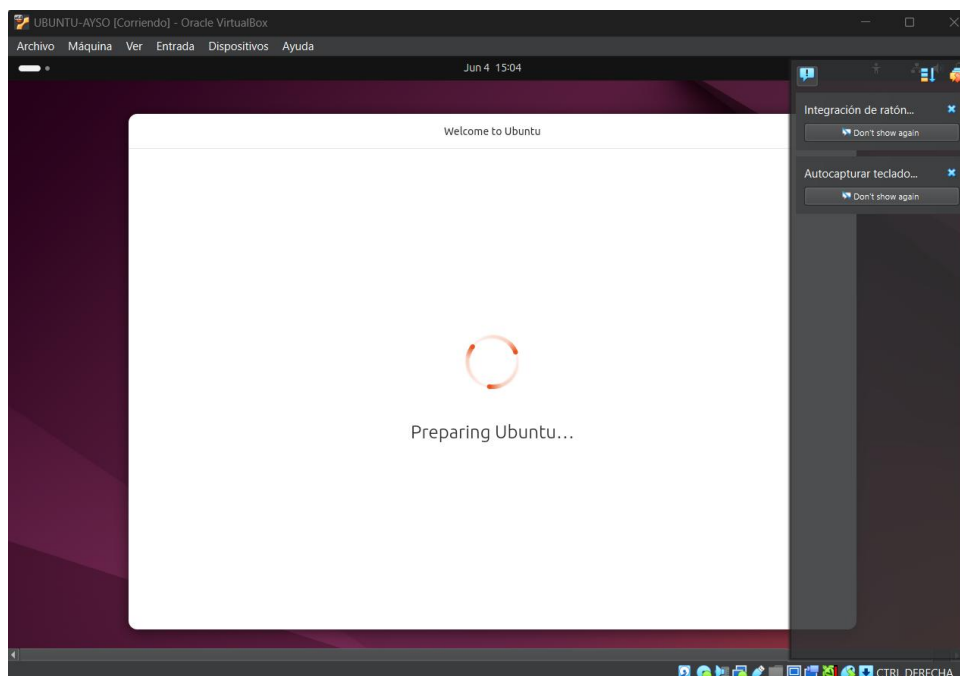 UBUNTU-AYSO [Corriendo] - Oracle VirtualBox
Archivo Máquina Ver Entrada Dispositivos Ayuda
Jun 4 15:04
Welcome to Ubuntu
Integración de ratón...
Don't show again
Autocapturar teclado...
Don't show again
Preparing Ubuntu...
CTRL DERECHA